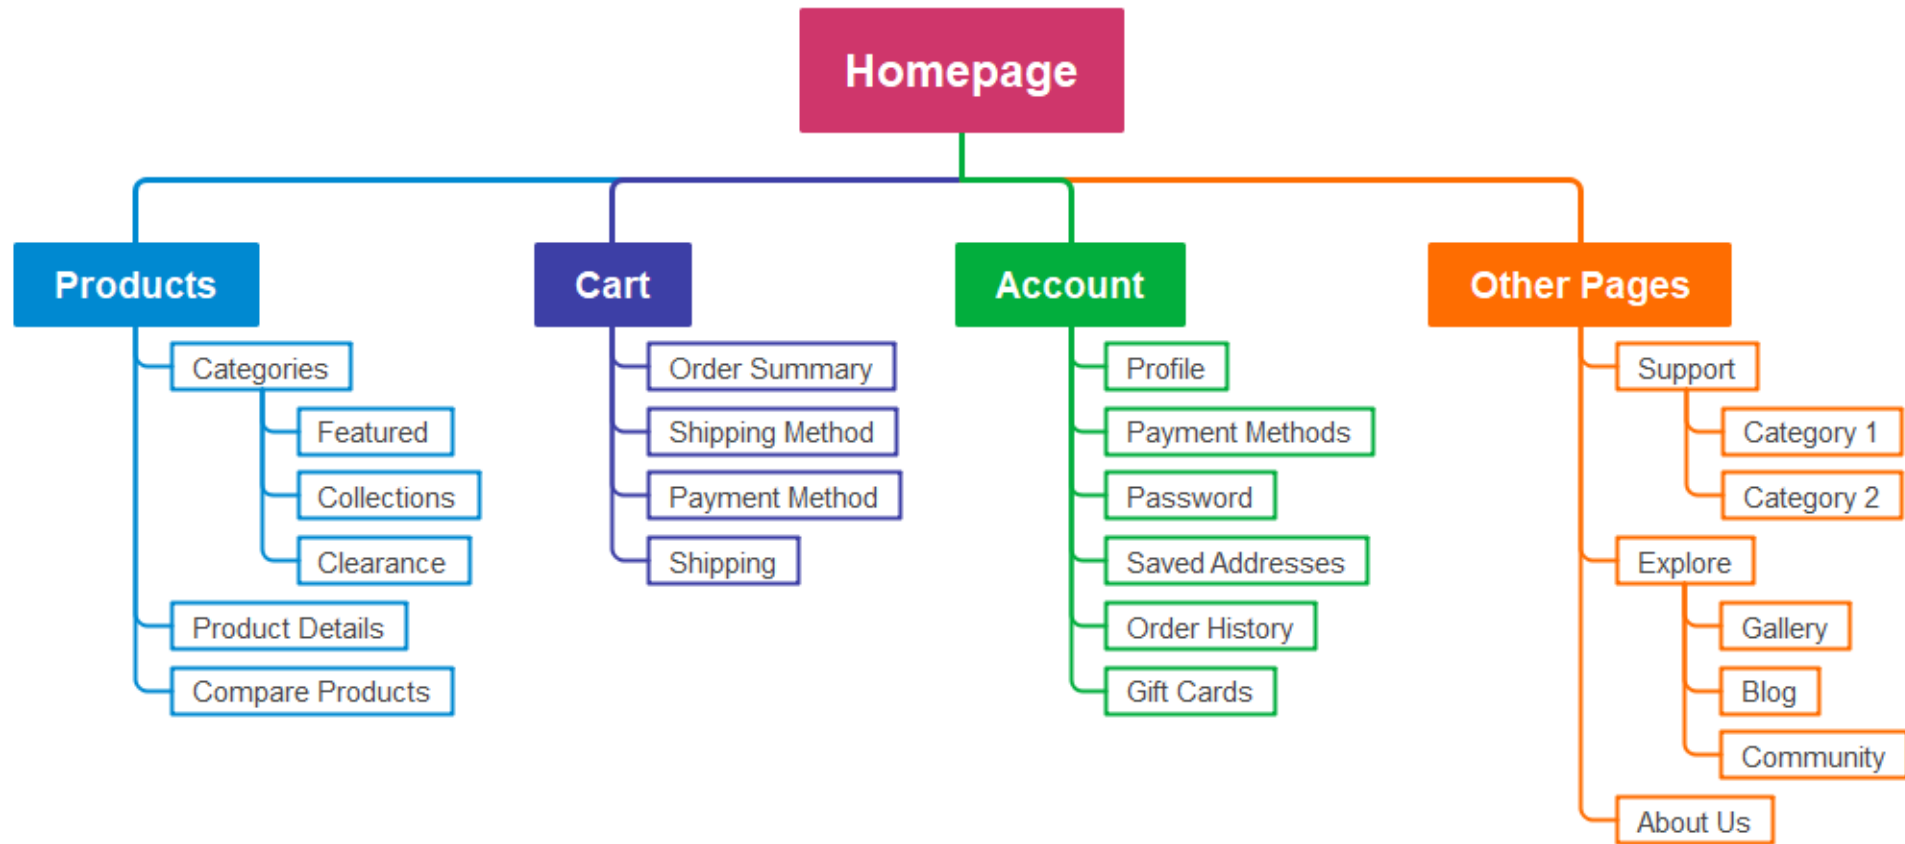 Homepage
Products
Categories
Featured
Collections
Clearance
Product Details
Compare Products
Cart
Order Summary
Shipping Method
Payment Method
Shipping
Account
Profile
Payment Methods
Password
Saved Addresses
Order History
Gift Cards
Other Pages
Support
Category 1
Category 2
Explore
Gallery
Blog
Community
About Us